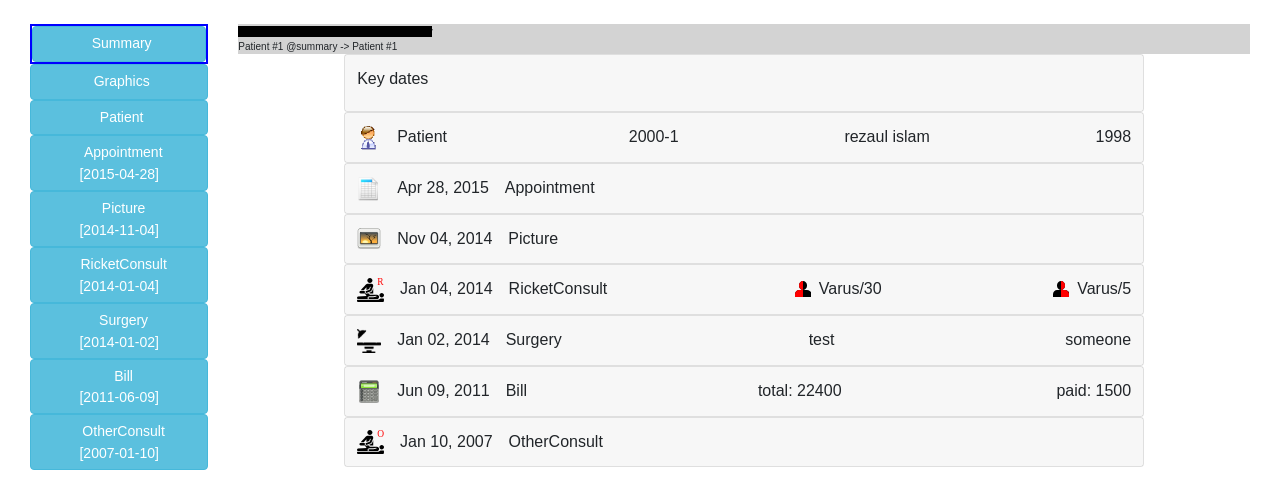 Summary
Graphics
Patient
Appointment
[2015-04-28]
Picture
[2014-11-04]
RicketConsult
[2014-01-04]
Surgery
[2014-01-02]
Bill
[2011-06-09]
OtherConsult
[2007-01-10]
Patient #1 @summary -> Patient #1
Key dates
Patient 2000-1 rezaul islam 1998
Apr 28, 2015 Appointment
Nov 04, 2014 Picture
R Jan 04, 2014 RicketConsult Varus/30 Varus/5
Jan 02, 2014 Surgery test someone
Jun 09, 2011 Bill total: 22400 paid: 1500
O Jan 10, 2007 OtherConsult